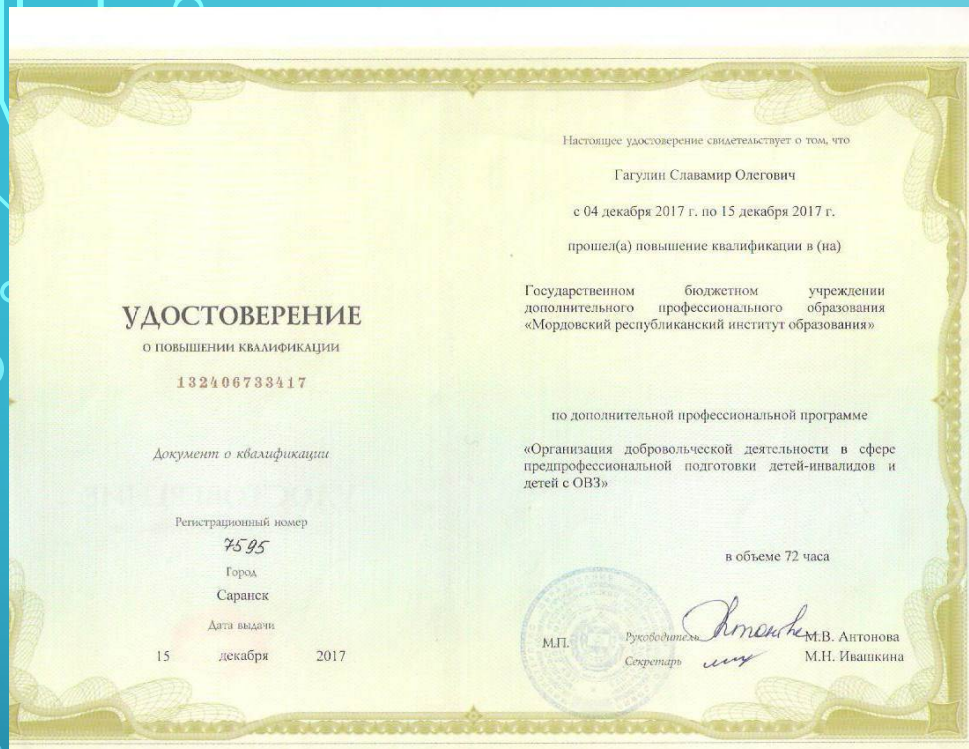 УДОСТОВЕРЕНИЕ
О ПОВЫШЕНИИ КВАЛИФИКАЦИИ
132406733417
Документ о квалификации
Регистрационный номер
7595
Город
Саранск
Дата выдачи
15 декабря 2017
Настоящее удостоверение свидетельствует о том, что
Гагулин Славамир Олегович
с 04 декабря 2017 г. по 15 декабря 2017 г.
прошел(а) повышение квалификации в (на)
Государственном бюджетном учреждении
дополнительного профессионального образования
«Мордовский республиканский институт образования»
по дополнительной профессиональной программе
«Организация добровольческой деятельности в сфере
предпрофессиональной подготовки детей-инвалидов и
детей с ОВЗ»
в объеме 72 часа
М.П.
Руководитель М.В. Антонова
Секретарь М.Н. Ивашкина